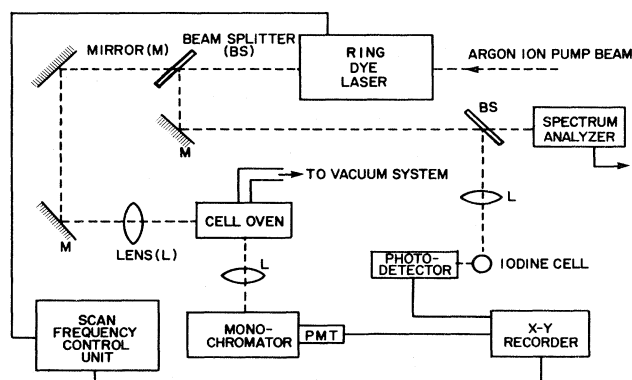 MIRROR (M)
BEAM SPLITTER
(BS)
RING
DYE
LASER
ARGON ION PUMP BEAM
BS
SPECTRUM
ANALYZER
M
TO VACUUM SYSTEM
L
CELL OVEN
M
LENS(L)
L
PHOTO-
DETECTOR
IODINE CELL
SCAN
FREQUENCY
CONTROL
UNIT
MONO-
CHROMATOR
PMT
X-Y
RECORDER